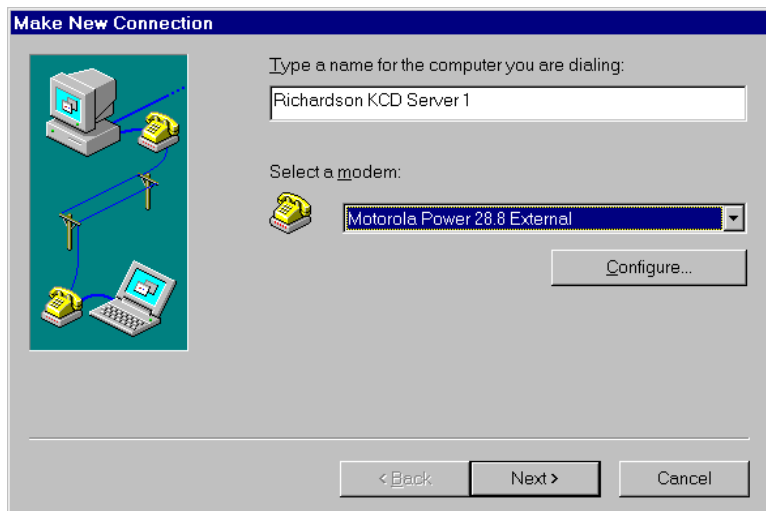 Make New Connection
Type a name for the computer you are dialing:
Richardson KCD Server 1
Select a modem:
Motorola Power 28.8 External
Configure...
< Back
Next >
Cancel